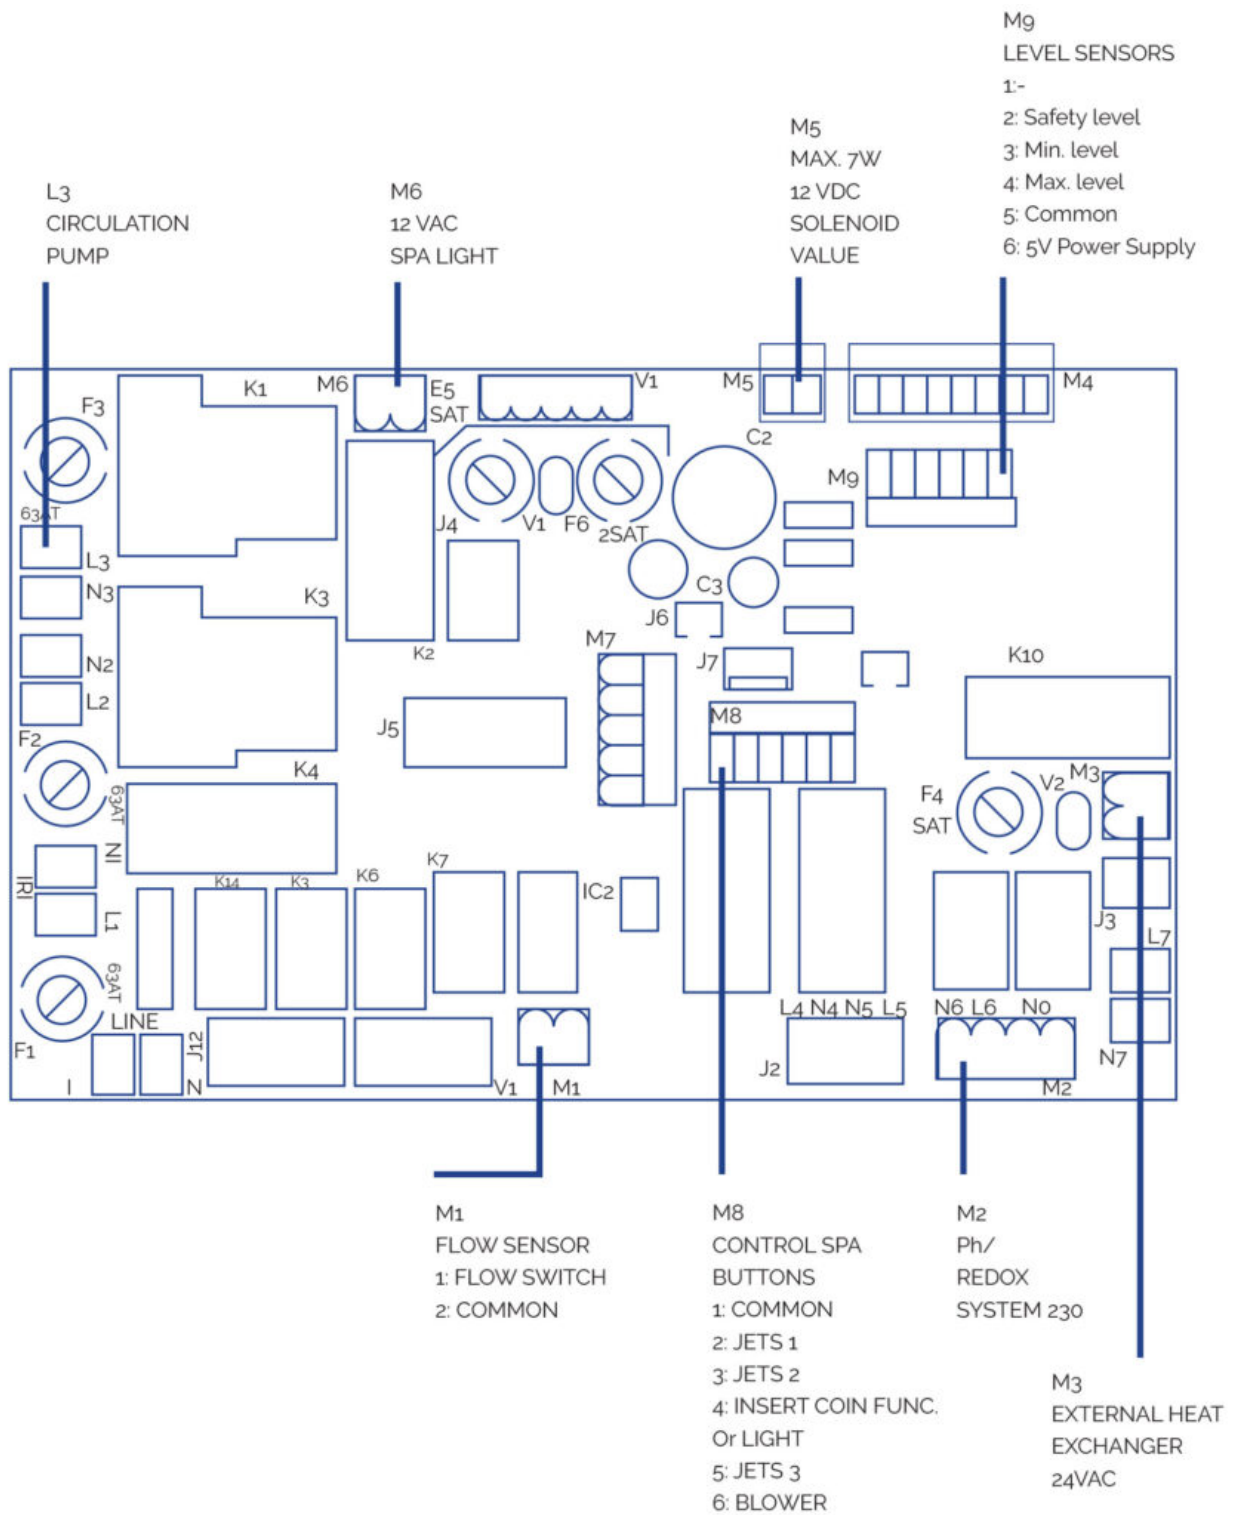 M9
LEVEL SENSORS
1:-
2: Safety level
3: Min. level
4: Max. level
5: Common
6: 5V Power Supply
M5
MAX. 7W
12 VDC
SOLENOID
VALUE
L3
CIRCULATION
PUMP
M6
12 VAC
SPA LIGHT
F3
K1
M6
E5
SAT
V1
M5
M4
C2
M9
63AT
J4
V1
F6
2SAT
L3
N3
K3
C3
J6
M7
K2
N2
L2
J7
K10
M8
J5
F2
K4
63AT
F4
SAT
V2
M3
NI
IRI
L1
K14
K3
K6
K7
IC2
J3
L7
63AT
LINE
F1
J12
I
N
V1
M1
L4 N4 N5 L5
J2
N6 L6 N0
M2
N7
M1
FLOW SENSOR
1: FLOW SWITCH
2: COMMON
M8
CONTROL SPA
BUTTONS
1: COMMON
2: JETS 1
3: JETS 2
4: INSERT COIN FUNC.
Or LIGHT
5: JETS 3
6: BLOWER
M2
Ph/
REDOX
SYSTEM 230
M3
EXTERNAL HEAT
EXCHANGER
24VAC